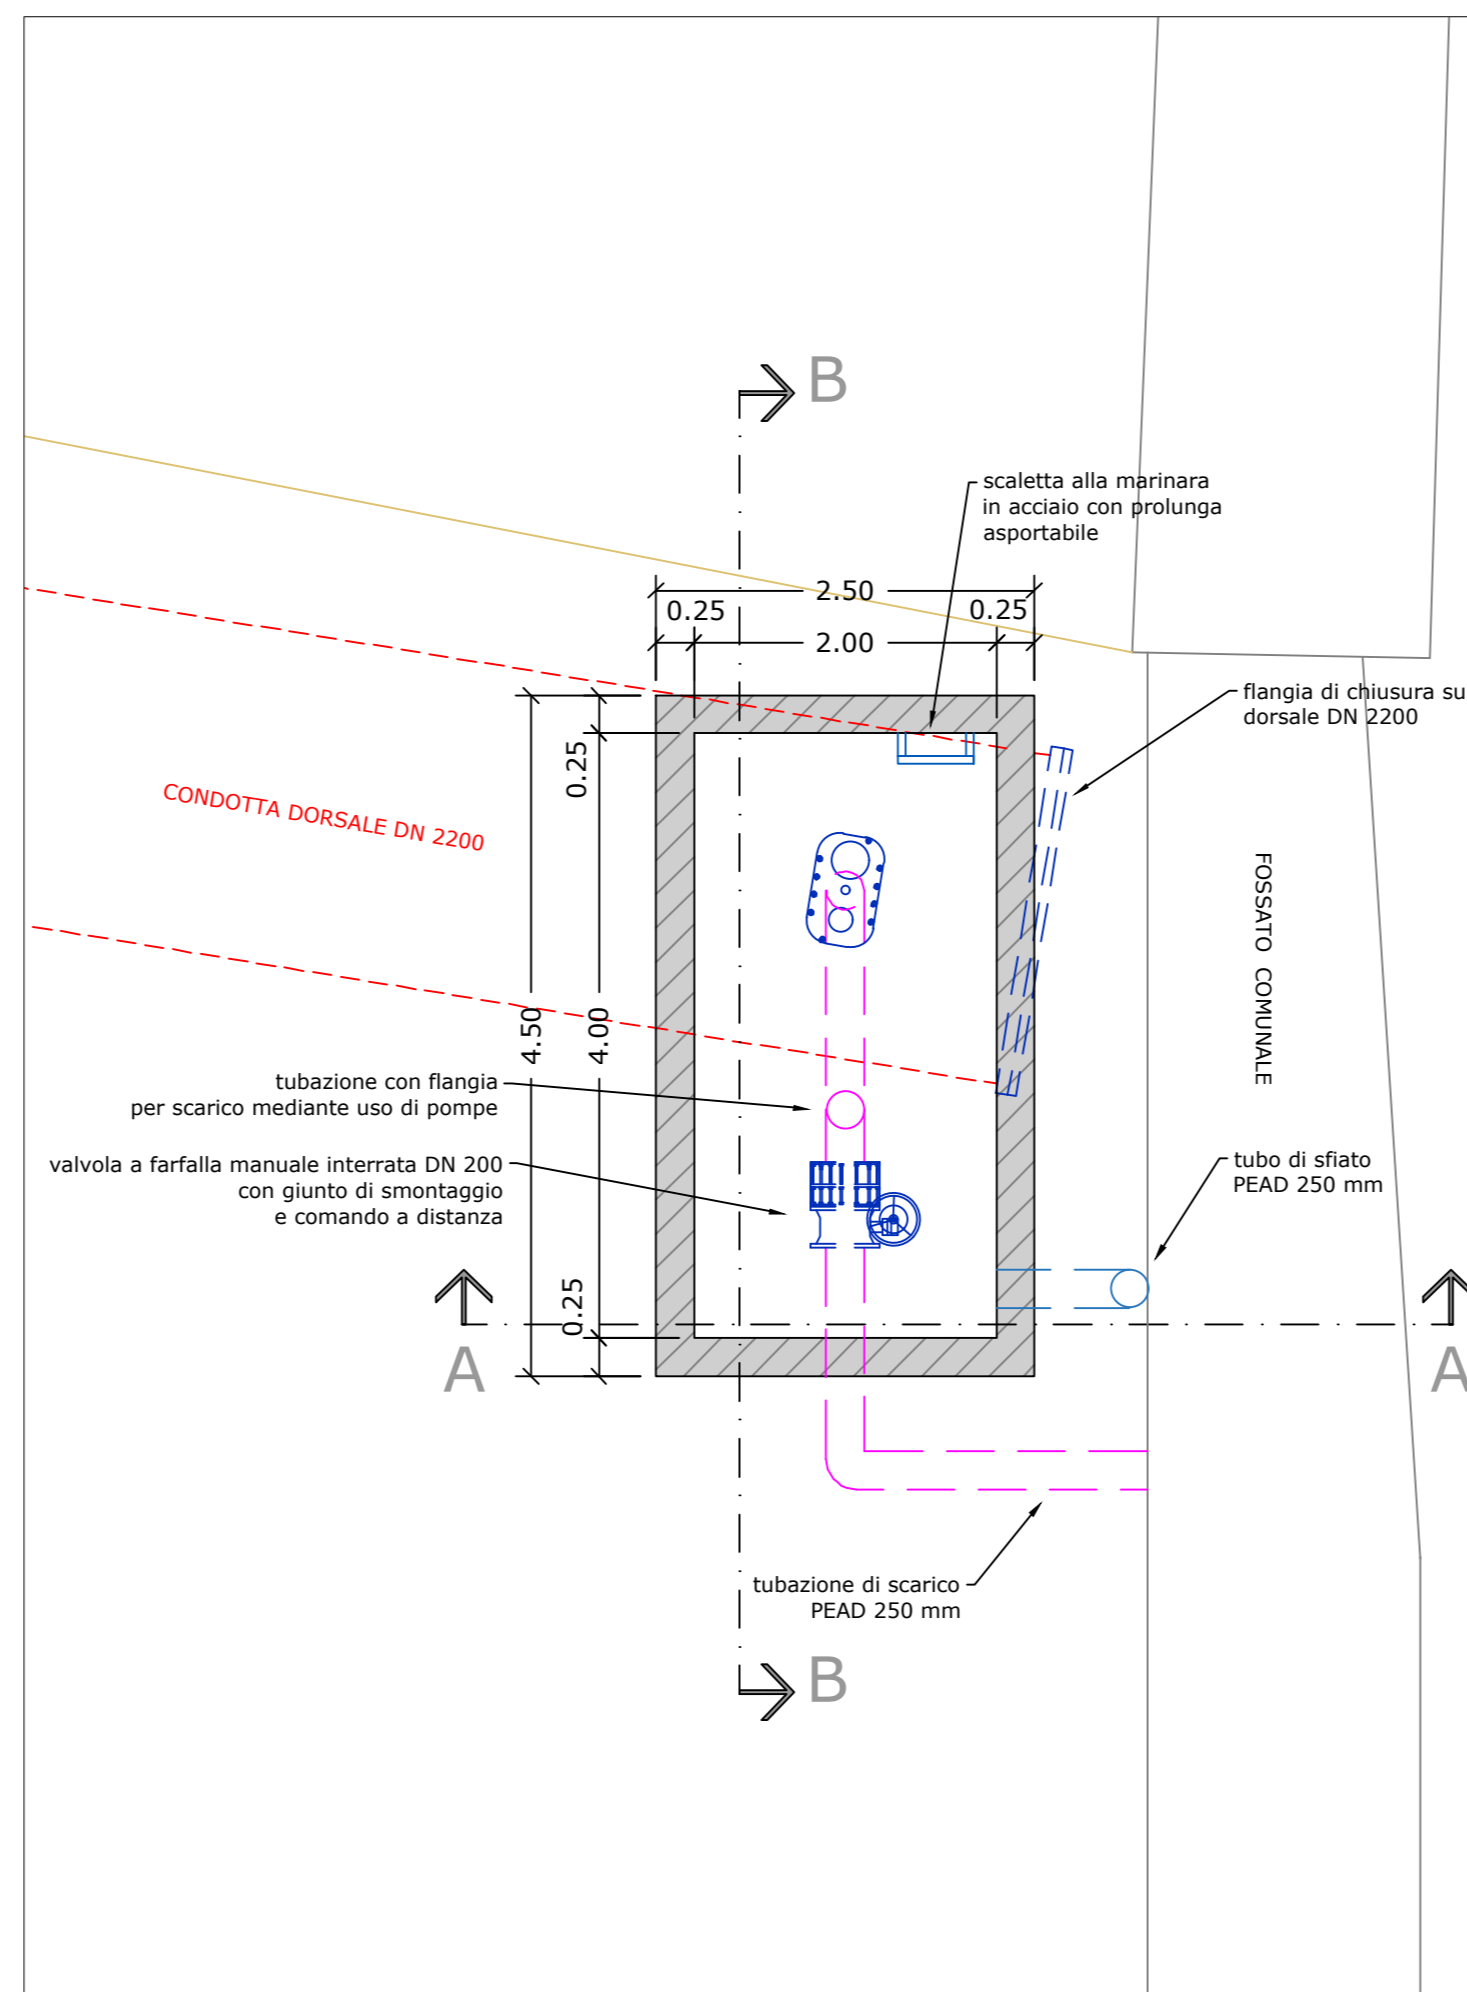 B
scaletta alla marinara
in acciaio con prolunga
asportabile
2.50
0.25
0.25
2.00
flangia di chiusura su
dorsale DN 2200
0.25
CONDOTTA DORSALE DN 2200
FOSSATO COMUNALE
4.50
4.00
tubazione con flangia
per scarico mediante uso di pompe
valvola a farfalla manuale interrata DN 200
con giunto di smontaggio
e comando a distanza
tubo di sfiato
PEAD 250 mm
0.25
A
A
tubazione di scarico
PEAD 250 mm
B